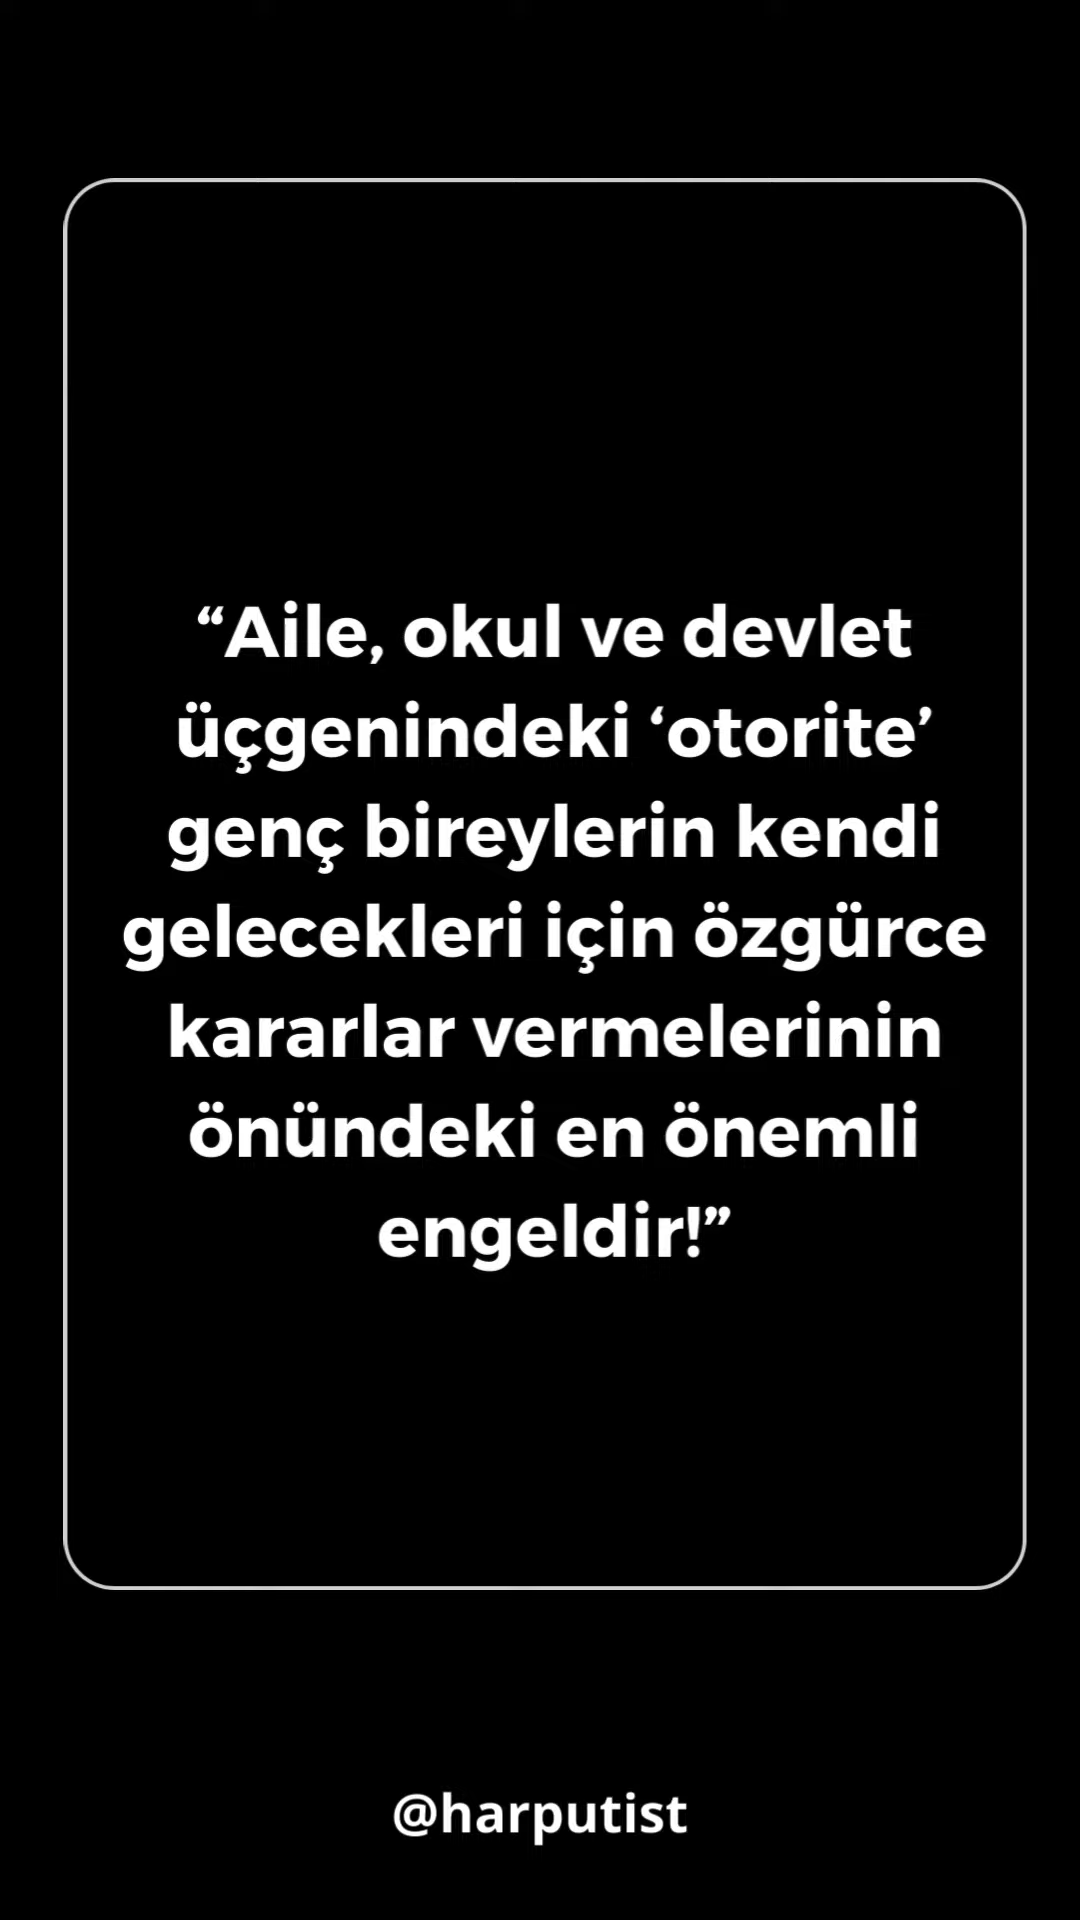 “Aile, okul ve devlet
üçgenindeki ‘otorite’
genç bireylerin kendi
gelecekleri için özgürce
kararlar vermelerinin
önündeki en önemli
engeldir!”
@harputist